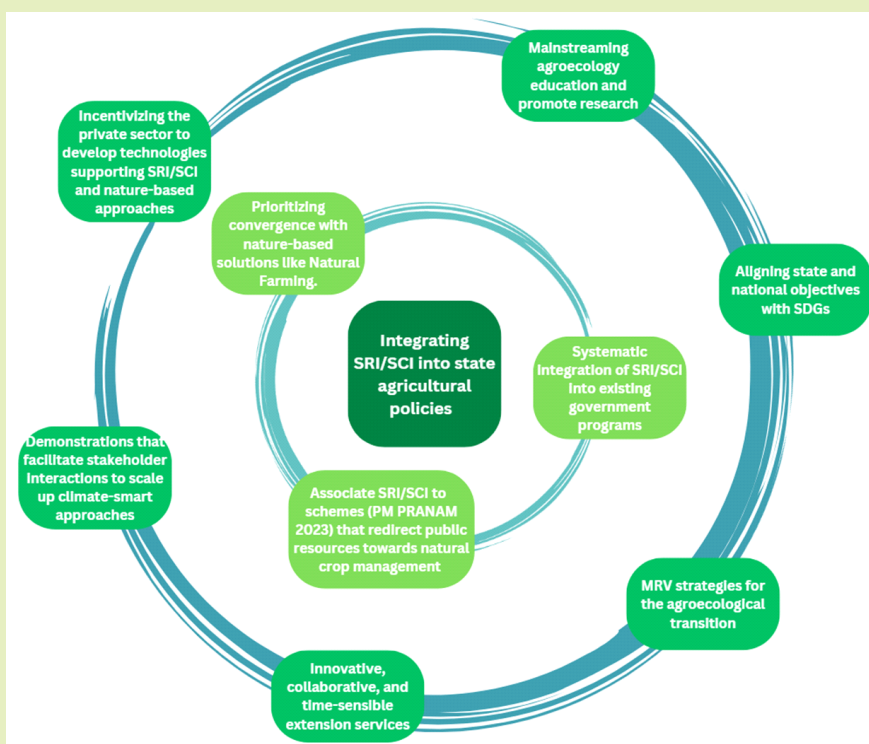 Mainstreaming
agroecology
education and
promote research
Incentivizing the
private sector to
develop technologies
supporting SRI/SCI
and nature-based
approaches
Prioritizing
convergence with
nature-based
solutions like Natural
Farming.
Aligning state and
national objectives
with SDGs
Integrating
SRI/SCI into state
agricultural
policies
Systematic
Integration of SRI/SCI
into existing
government
programs
Demonstrations that
facilitate stakeholder
interactions to scale
up climate-smart
approaches
Associate SRI/SCI to
schemes (PM PRANAM
2023) that redirect public
resources towards natural
crop management
MRV strategies for
the agroecological
transition
Innovative,
collaborative, and
time-sensible
extension services